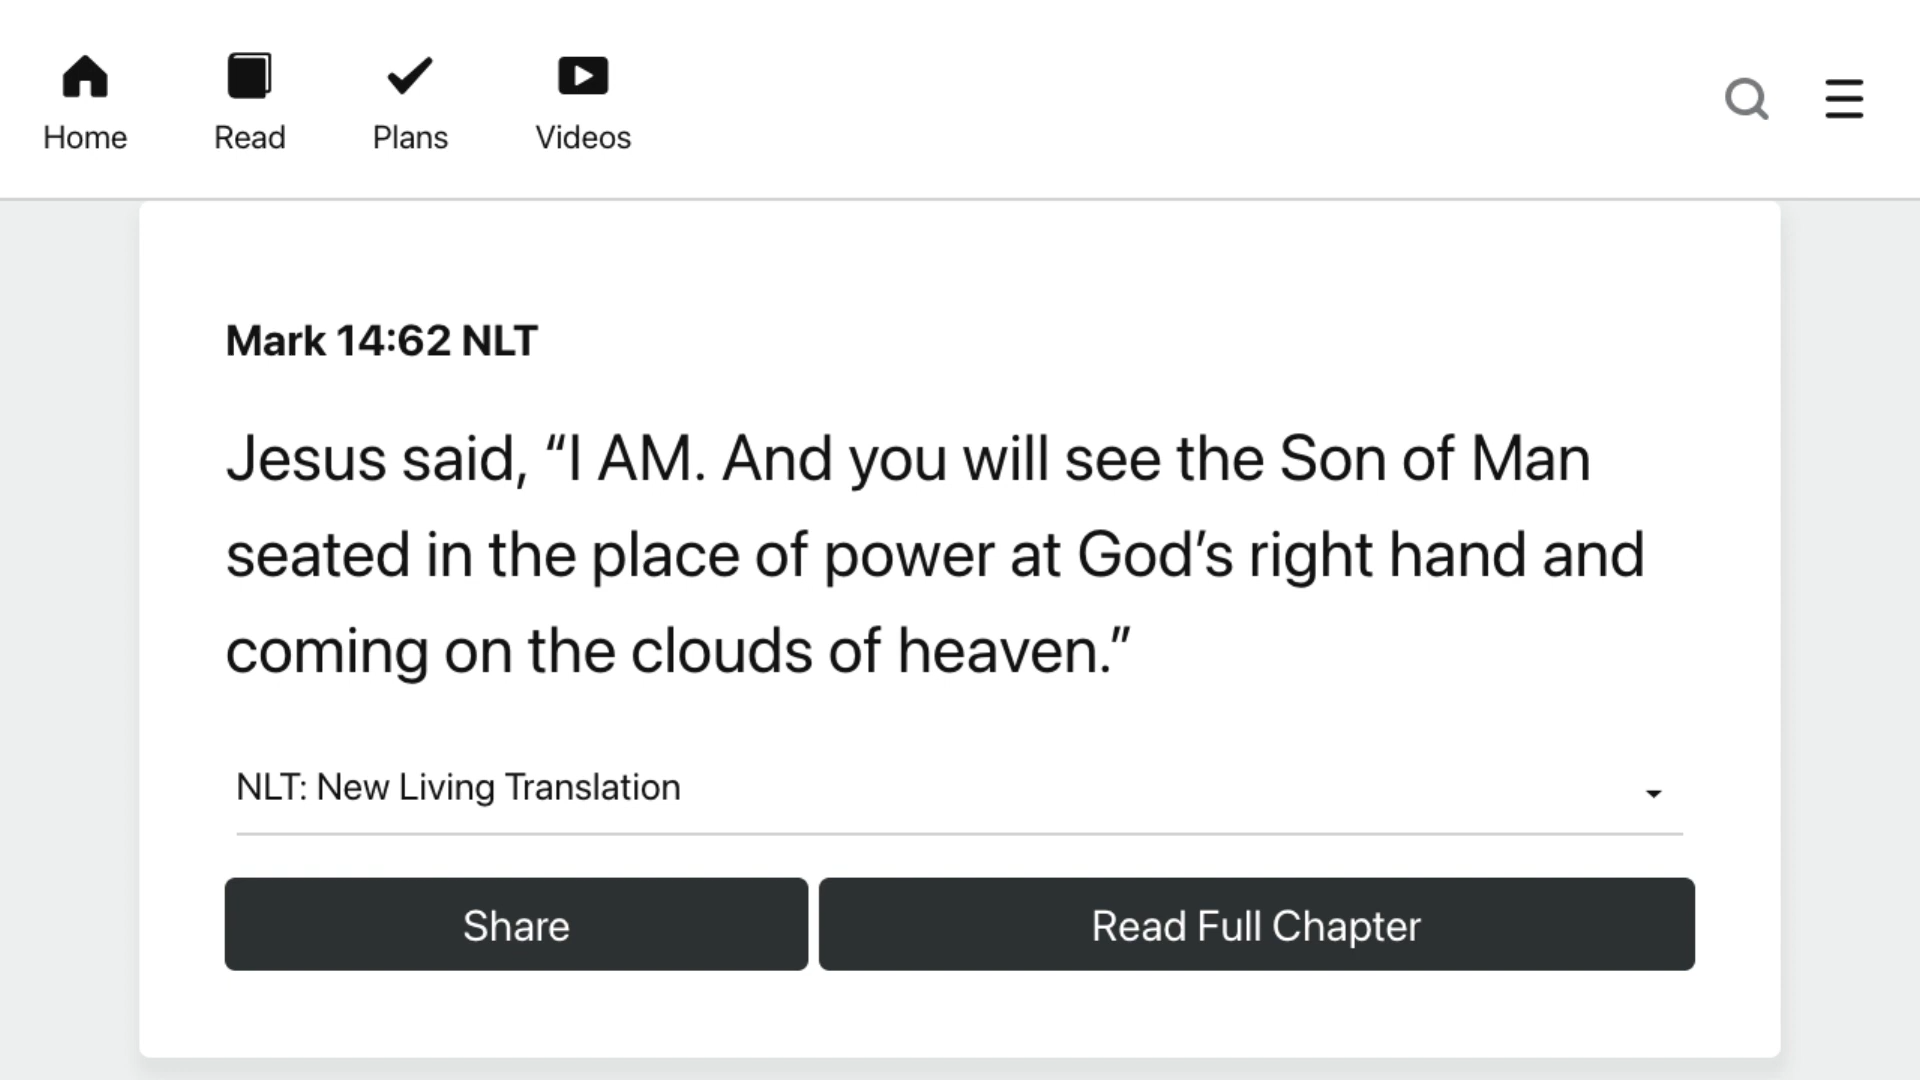 Home Read Plans Videos
Mark 14:62 NLT
Jesus said, “I AM. And you will see the Son of Man
seated in the place of power at God’s right hand and
coming on the clouds of heaven.”
NLT: New Living Translation
Share Read Full Chapter